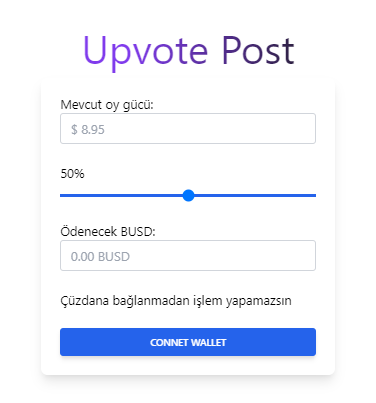 Upvote Post
Mevcut oy gücü:
$ 8.95
50%
Ödenecek BUSD:
0.00 BUSD
Çüzdana bağlanmadan işlem yapamazsın
CONNET WALLET